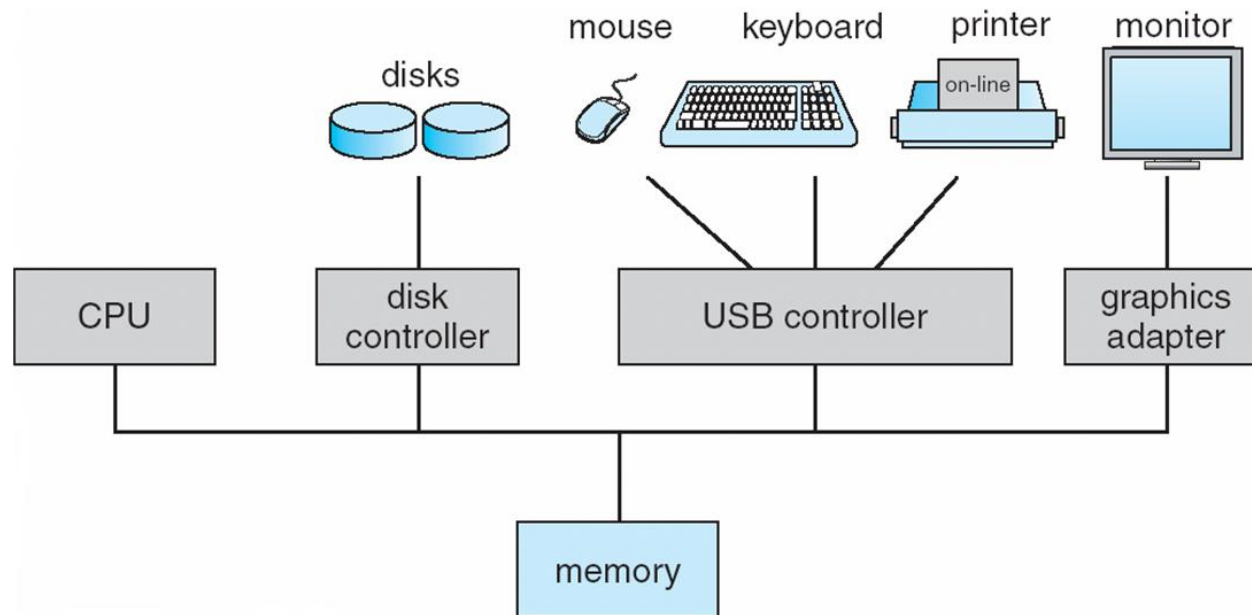 mouse
keyboard
printer
monitor
disks
on-line
CPU
disk
controller
USB controller
graphics
adapter
memory